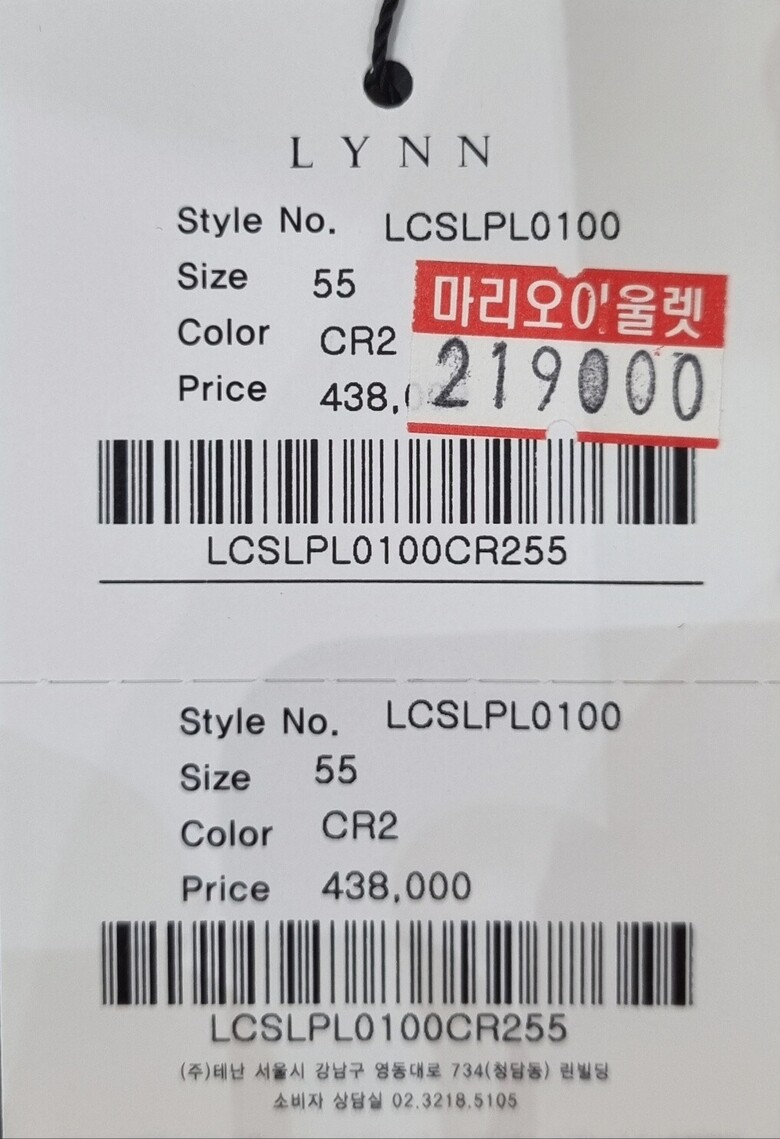 LYNN
Style No. LCSLPL0100
Size 55
마리오아울렛
Color CR2
219000
Price 438,
LCSLPL0100CR255
Style No. LCSLPL0100
Size 55
Color CR2
Price 438,000
LCSLPL0100CR255
(주)테난 서울시 강남구 영동대로 734(청담동) 린빌딩
소비자 상담실 02.3218.5105